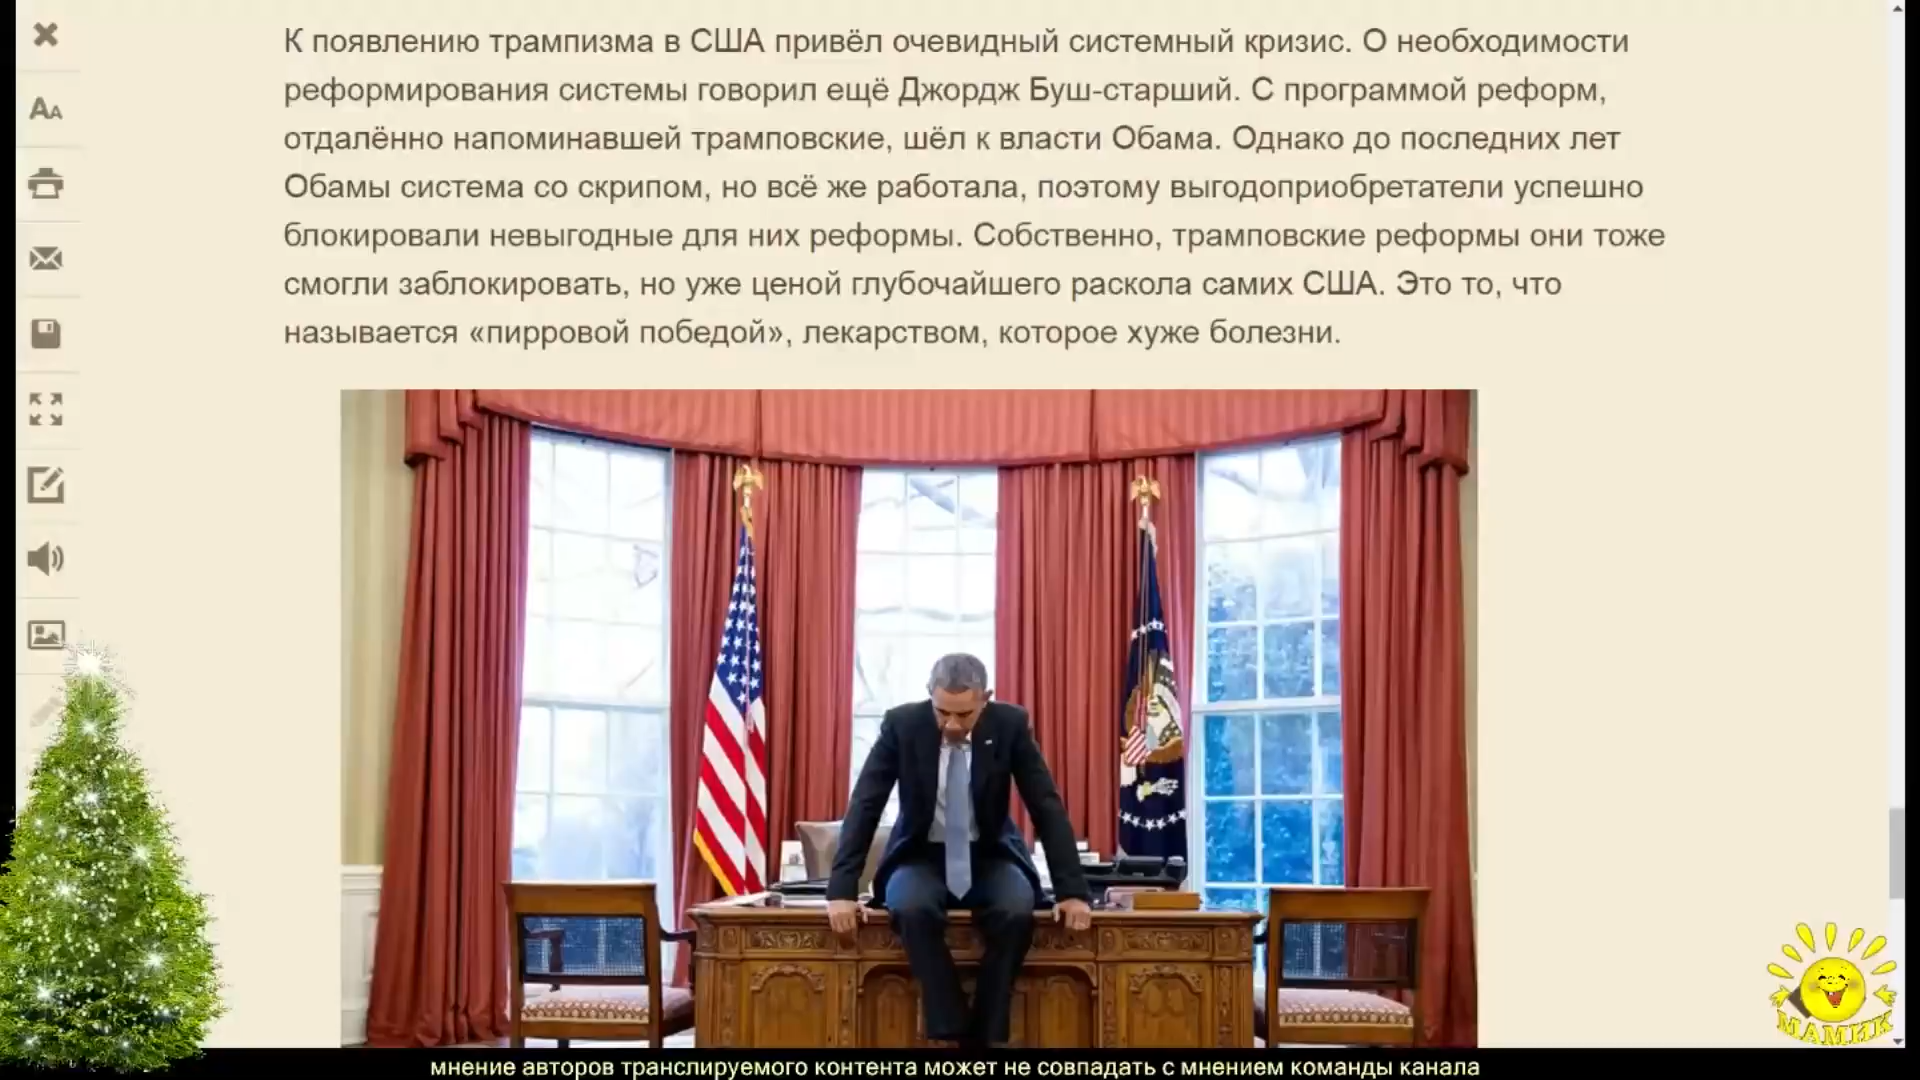 К появлению трампизма в США привёл очевидный системный кризис. О необходимости
реформирования системы говорил ещё Джордж Буш-старший. С программой реформ,
отдалённо напоминавшей трамповские, шёл к власти Обама. Однако до последних лет
Обамы система со скрипом, но всё же работала, поэтому выгодоприобретатели успешно
блокировали невыгодные для них реформы. Собственно, трамповские реформы они тоже
смогли заблокировать, но уже ценой глубочайшего раскола самих США. Это то, что
называется «пирровой победой», лекарством, которое хуже болезни.
AA
МАМИК
мнение авторов транслируемого контента может не совпадать с мнением команды канала